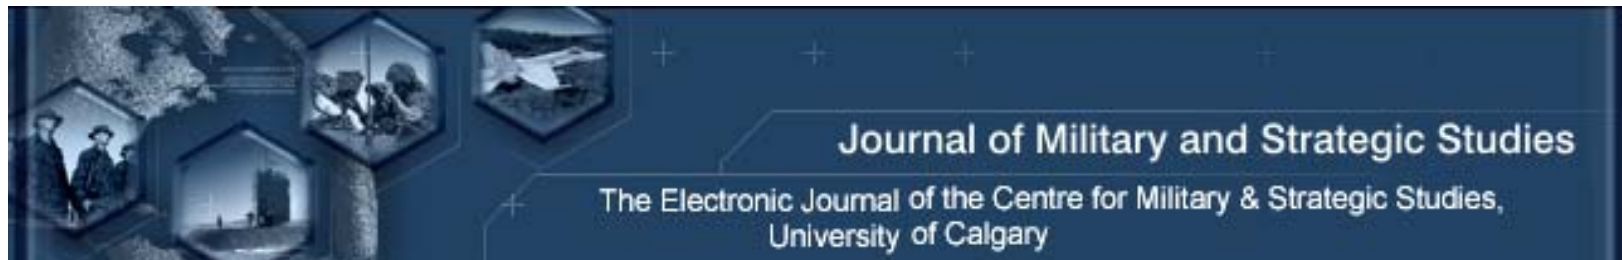 Journal of Military and Strategic Studies
The Electronic Journal of the Centre for Military & Strategic Studies,
University of Calgary